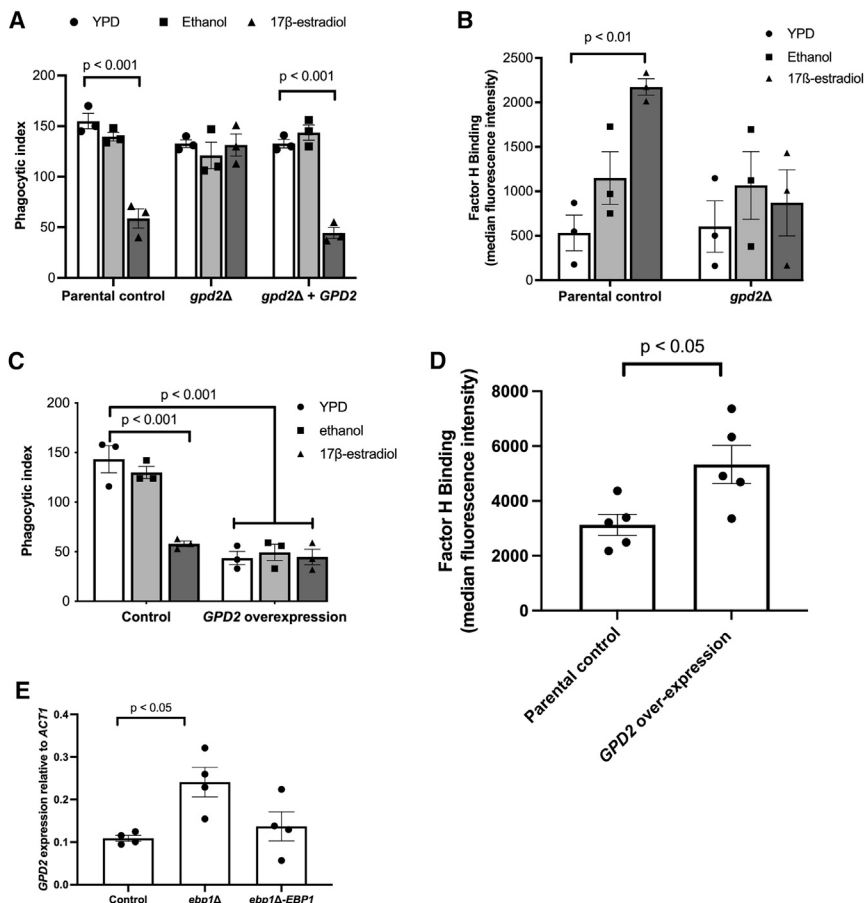 A
YPD Ethanol 17β-estradiol
p < 0.001 p < 0.001
200
150
100
50
0
Phagocytic index
Parental control gpd2Δ gpd2Δ + GPD2
B
YPD
Ethanol
17ß-estradiol
p < 0.01
2500
2000
1500
1000
500
0
Factor H Binding
(median fluorescence intensity)
Parental control gpd2Δ
C
p < 0.001
p < 0.001
YPD
ethanol
17β-estradiol
200
150
100
50
0
Phagocytic index
Control GPD2 overexpression
D
p < 0.05
8000
6000
4000
2000
0
Factor H Binding
(median fluorescence intensity)
Parental control
GPD2 over-expression
E
p < 0.05
0.4
0.3
0.2
0.1
0.0
GPD2 expression relative to ACT1
Control ebp1Δ ebp1Δ-EBP1